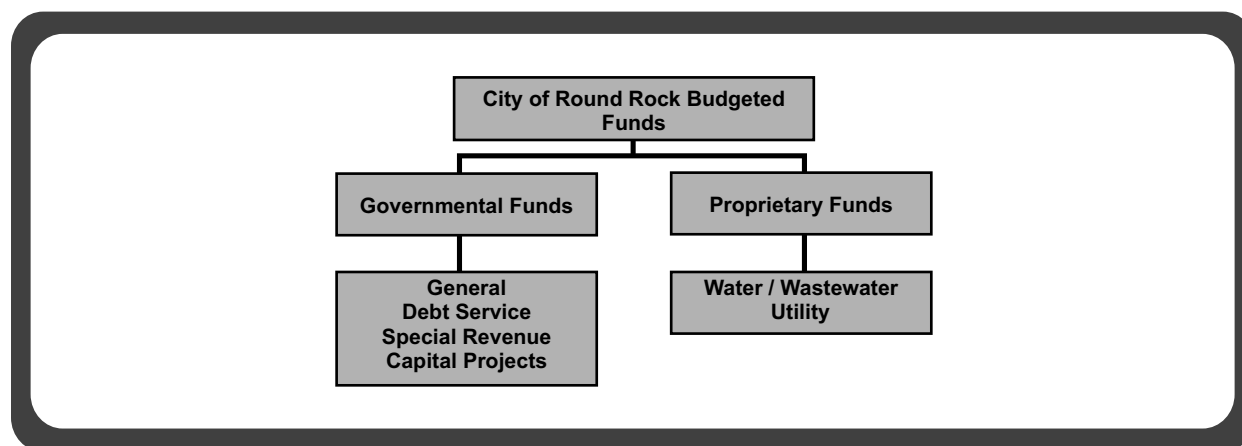 City of Round Rock Budgeted
Funds
Governmental Funds
Proprietary Funds
General
Debt Service
Special Revenue
Capital Projects
Water / Wastewater
Utility